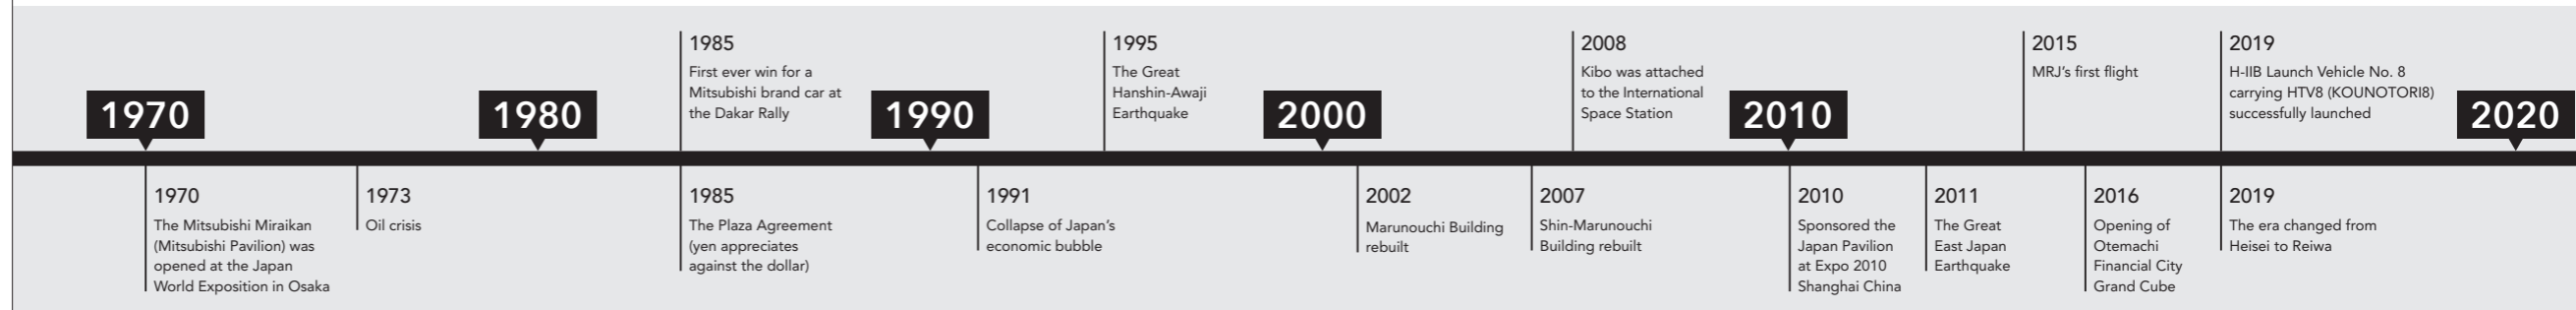 1985
First ever win for a
Mitsubishi brand car at
the Dakar Rally
1995
The Great
Hanshin-Awaji
Earthquake
2008
Kibo was attached
to the International
Space Station
2015
MRJ’s first flight
2019
H-IIB Launch Vehicle No. 8
carrying HTV8 (KOUNOTORI8)
successfully launched
1970
1980
1990
2000
2010
2020
1970
The Mitsubishi Miraikan
(Mitsubishi Pavilion) was
opened at the Japan
World Exposition in Osaka
1973
Oil crisis
1985
The Plaza Agreement
(yen appreciates
against the dollar)
1991
Collapse of Japan’s
economic bubble
2002
Marunouchi Building
rebuilt
2007
Shin-Marunouchi
Building rebuilt
2010
Sponsored the
Japan Pavilion
at Expo 2010
Shanghai China
2011
The Great
East Japan
Earthquake
2016
Opening of
Otemachi
Financial City
Grand Cube
2019
The era changed from
Heisei to Reiwa